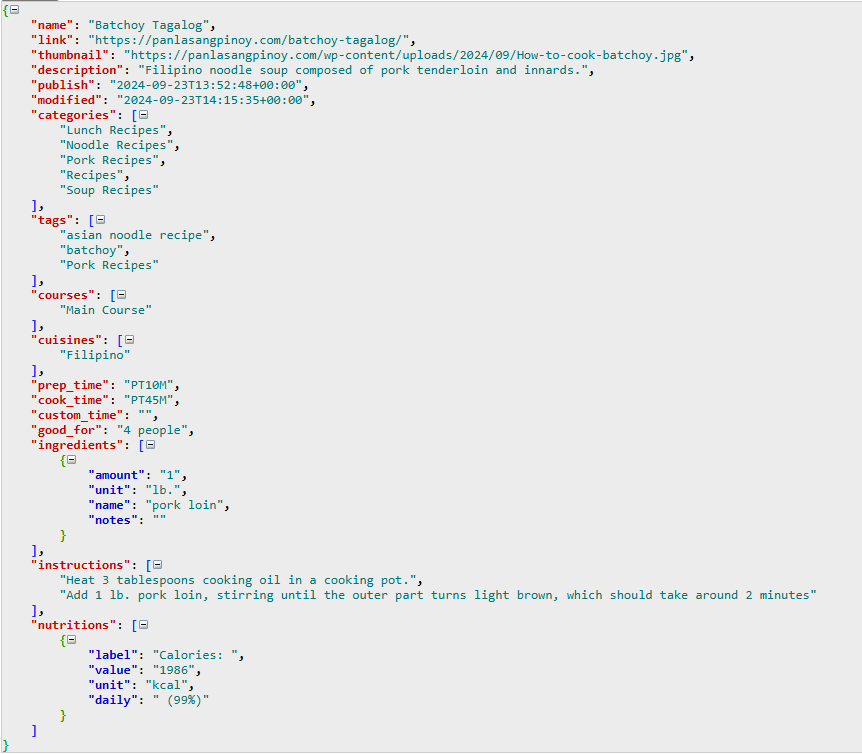 {
"name": "Batchoy Tagalog",
"link": "https://panlasangpinoy.com/batchoy-tagalog/",
"thumbnail": "https://panlasangpinoy.com/wp-content/uploads/2024/09/How-to-cook-batchoy.jpg",
"description": "Filipino noodle soup composed of pork tenderloin and innards.",
"publish": "2024-09-23T13:52:48+00:00",
"modified": "2024-09-23T14:15:35+00:00",
"categories": [
"Lunch Recipes",
"Noodle Recipes",
"Pork Recipes",
"Recipes",
"Soup Recipes"
],
"tags": [
"asian noodle recipe",
"batchoy",
"Pork Recipes"
],
"courses": [
"Main Course"
],
"cuisines": [
"Filipino"
],
"prep_time": "PT10M",
"cook_time": "PT45M",
"custom_time": "",
"good_for": "4 people",
"ingredients": [
{
"amount": "1",
"unit": "lb.",
"name": "pork loin",
"notes": ""
}
],
"instructions": [
"Heat 3 tablespoons cooking oil in a cooking pot.",
"Add 1 lb. pork loin, stirring until the outer part turns light brown, which should take around 2 minutes"
],
"nutritions": [
{
"label": "Calories: ",
"value": "1986",
"unit": "kcal",
"daily": " (99%)"
}
]
}